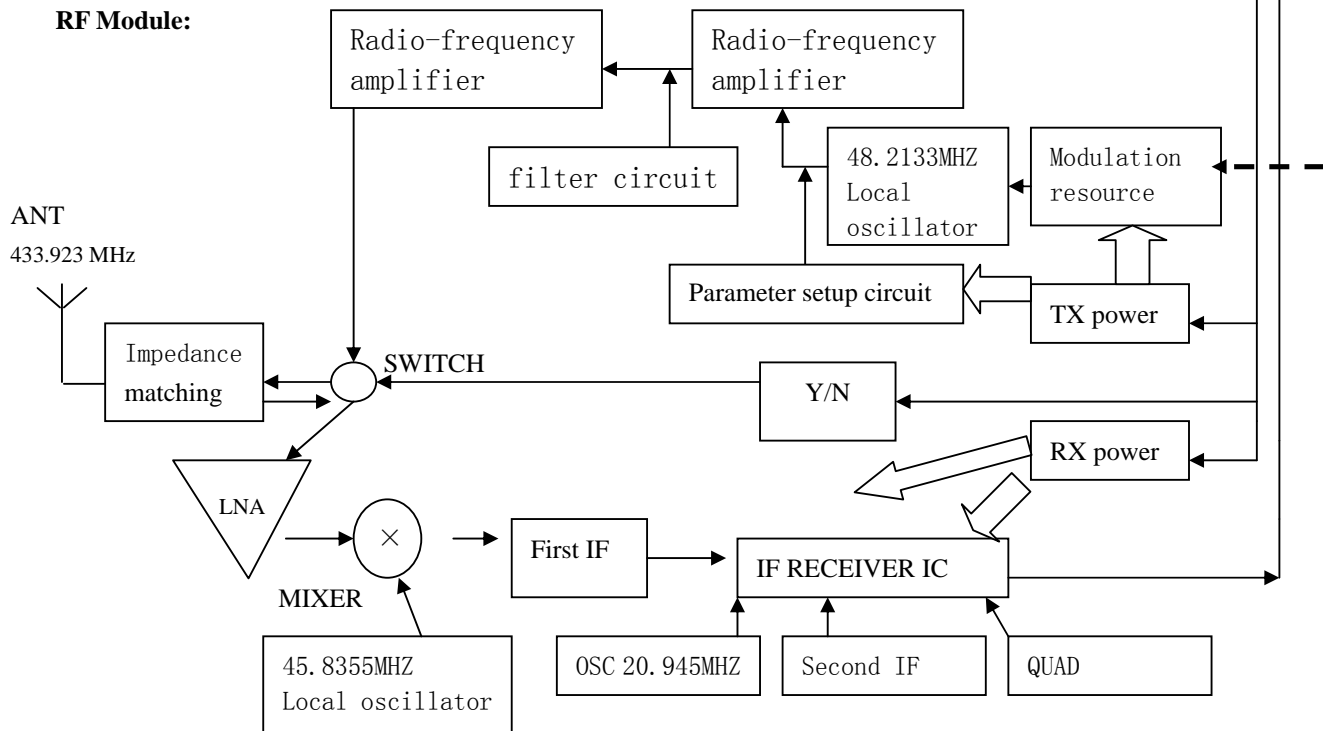 RF Module:
Radio-frequency
amplifier
Radio-frequency
amplifier
filter circuit
48.2133MHZ
Local
oscillator
Modulation
resource
ANT
433.923 MHz
Parameter setup circuit
TX power
Impedance
matching
SWITCH
Y/N
RX power
LNA
×
MIXER
First IF
IF RECEIVER IC
45.8355MHZ
Local oscillator
OSC 20.945MHZ
Second IF
QUAD